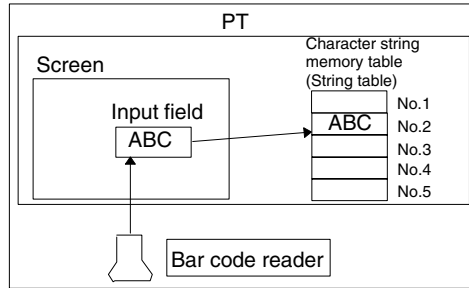 PT
Character string
memory table
(String table)
Screen
Input field
ABC
ABC
No.1
No.2
No.3
No.4
No.5
Bar code reader